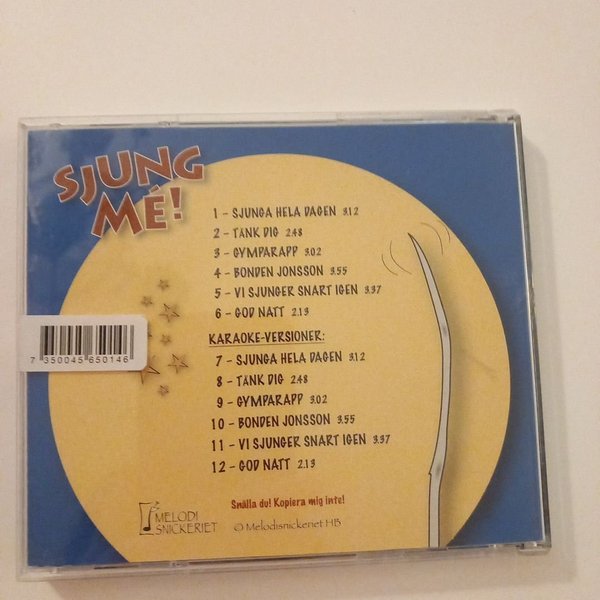 SJUNG
MÉ!
1 - SJUNGA HELA DAGEN 3.12
2 - TÄNK DIG 2.48
3 - GYMPARAPP 3.02
4 - BONDEN JONSSON 3.55
5 - VI SJUNGER SNART IGEN 3.37
6 - GOD NATT 2.13
KARAOKE-VERSIONER:
7 - SJUNGA HELA DAGEN 3.12
8 - TÄNK DIG 2.48
9 - GYMPARAPP 3.02
10 - BONDEN JONSSON 3.55
11 - VI SJUNGER SNART IGEN 3.37
12 - GOD NATT 2.13
7 350045 650146
Snälla du! Kopiera mig inte!
MELODI
SNICKERIET
© Melodisnickeriet HB